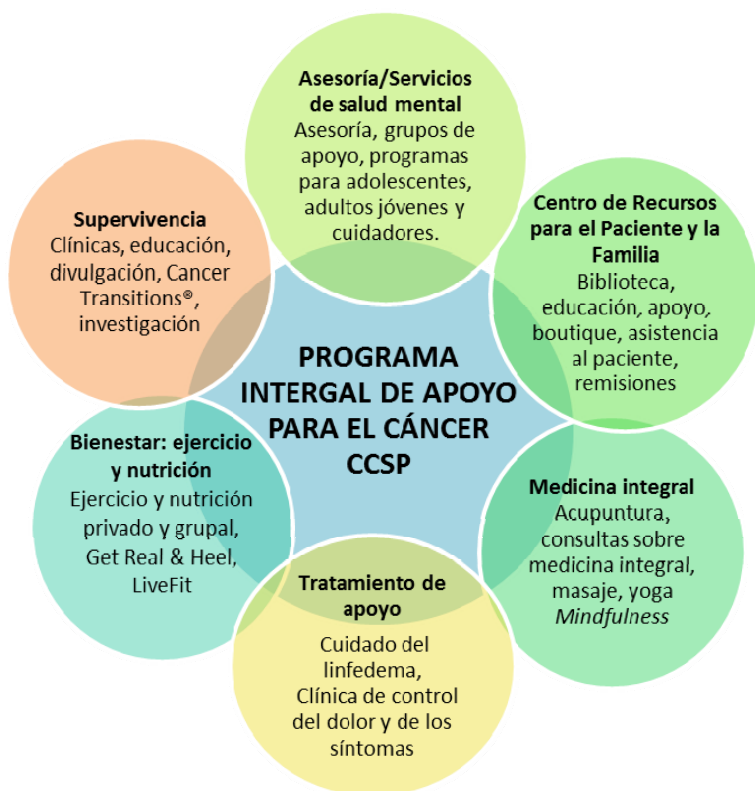 Asesoría/Servicios
de salud mental
Asesoría, grupos de
apoyo, programas
para adolescentes,
adultos jóvenes y
cuidadores.
Centro de Recursos
para el Paciente y la
Familia
Biblioteca,
educación, apoyo,
boutique, asistencia
al paciente,
remisiones
Medicina integral
Acupuntura,
consultas sobre
medicina integral,
masaje, yoga
Mindfulness
Tratamiento de
apoyo
Cuidado del
linfedema,
Clínica de control
del dolor y de los
síntomas
Bienestar: ejercicio
y nutrición
Ejercicio y nutrición
privado y grupal,
Get Real & Heel,
LiveFit
Supervivencia
Clínicas, educación,
divulgación, Cancer
Transitions®,
investigación
PROGRAMA
INTERGAL DE APOYO
PARA EL CÁNCER
CCSP